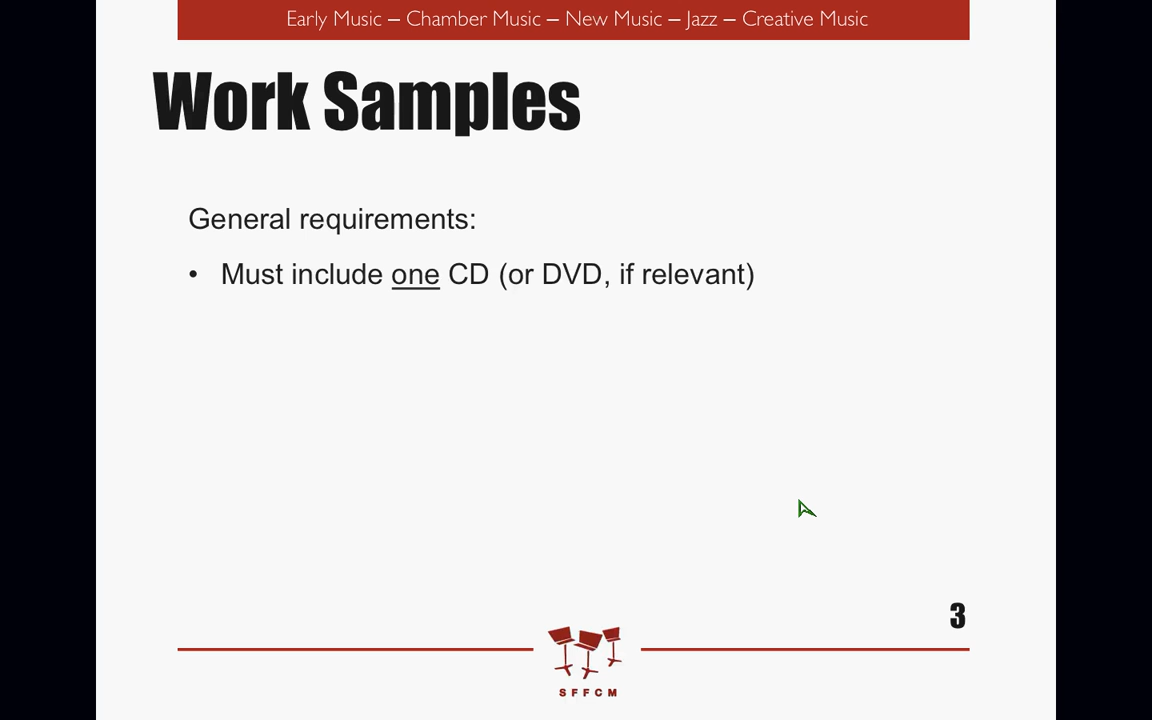 Early Music – Chamber Music – New Music – Jazz – Creative Music
Work Samples
General requirements:
• Must include one CD (or DVD, if relevant)
3
SFFCM